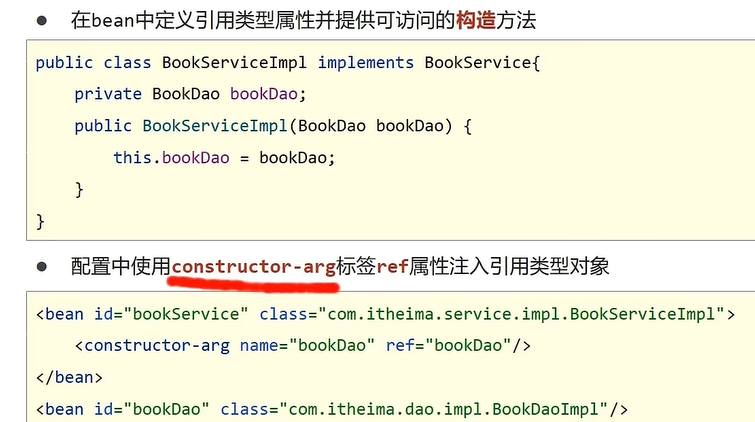 ● 在bean中定义引用类型属性并提供可访问的构造方法
public class BookServiceImpl implements BookService{
    private BookDao bookDao;
    public BookServiceImpl(BookDao bookDao) {
        this.bookDao = bookDao;
    }
}
● 配置中使用constructor-arg标签ref属性注入引用类型对象
<bean id="bookService" class="com.itheima.service.impl.BookServiceImpl">
    <constructor-arg name="bookDao" ref="bookDao"/>
</bean>
<bean id="bookDao" class="com.itheima.dao.impl.BookDaoImpl"/>